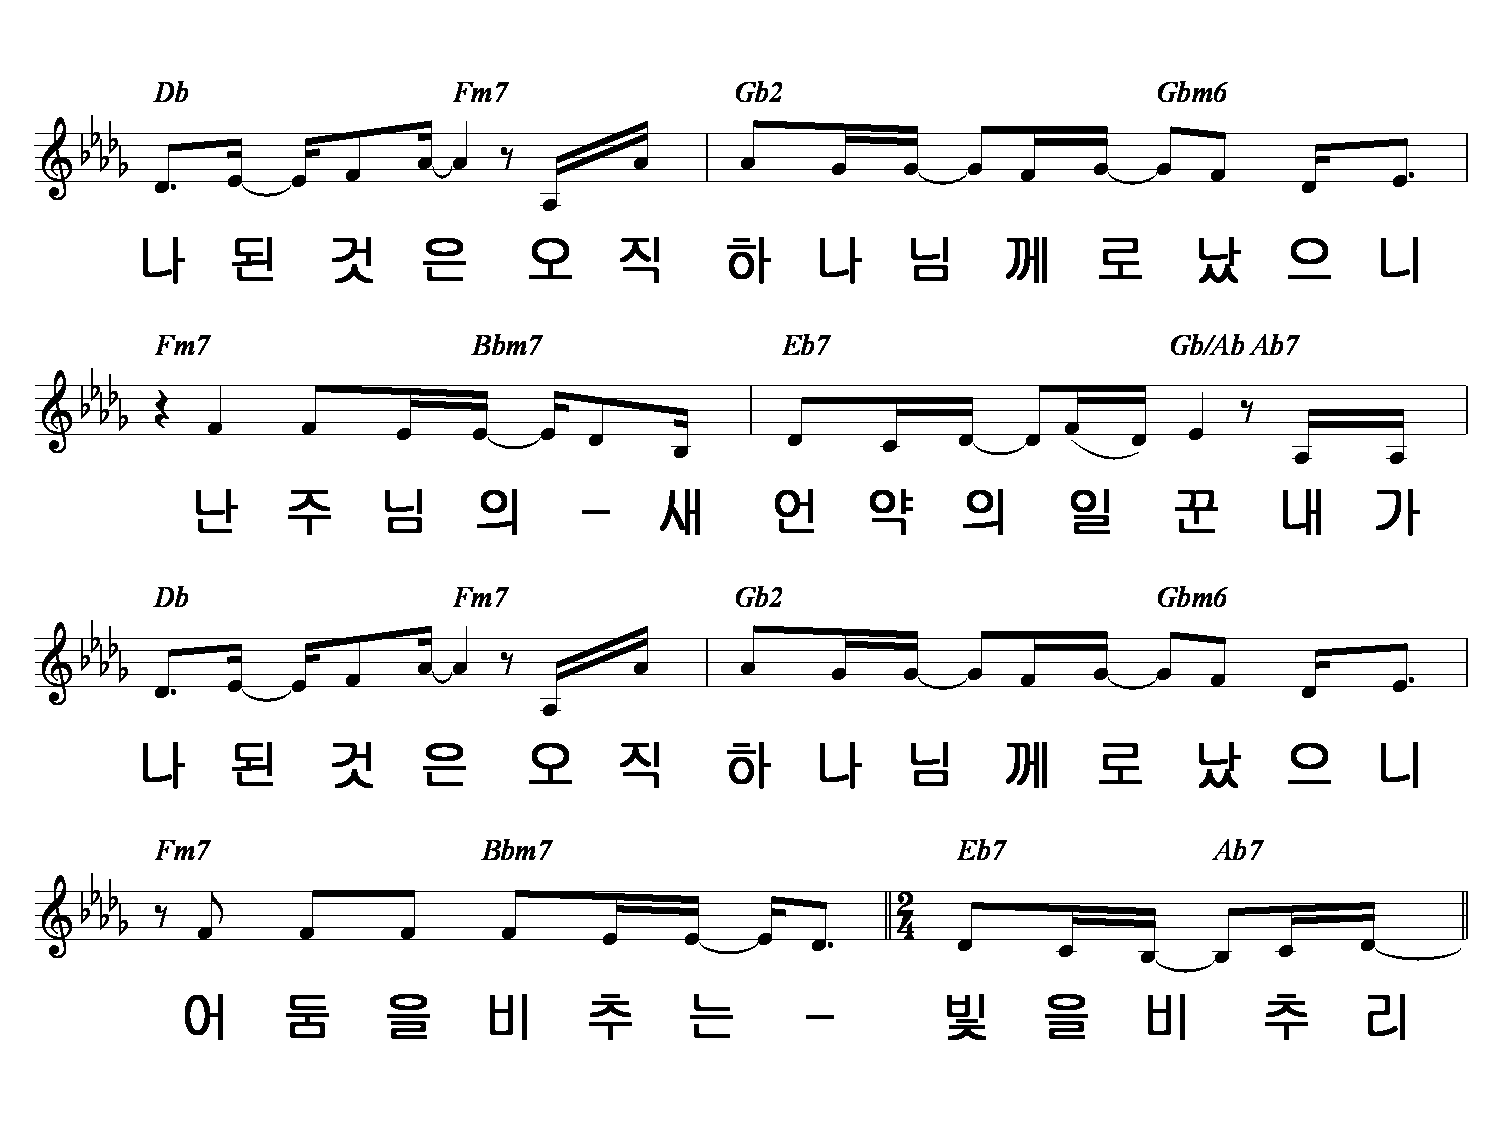 Db Fm7 Gb2 Gbm6
나 된 것 은 오 직 하 나 님 께 로 났 으 니
Fm7 Bbm7 Eb7 Gb/Ab Ab7
난 주 님 의 - 새 언 약 의 일 꾼 내 가
Db Fm7 Gb2 Gbm6
나 된 것 은 오 직 하 나 님 께 로 났 으 니
Fm7 Bbm7 Eb7 Ab7
2
4
어 둠 을 비 추 는 - 빛 을 비 추 리